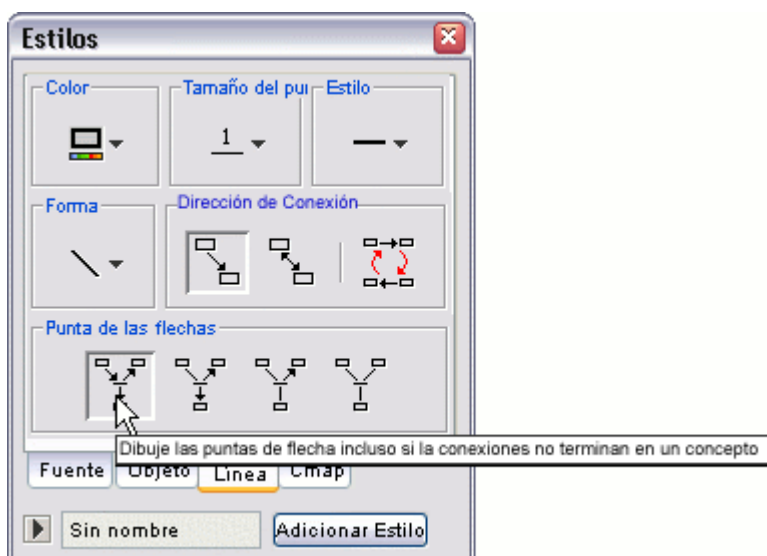 Estilos
Color
Tamaño del pu
Estilo
1
Forma
Dirección de Conexión
Punta de las flechas
Dibuje las puntas de flecha incluso si la conexiones no terminan en un concepto
Fuente Objeto Línea Cmap
Sin nombre Adicionar Estilo